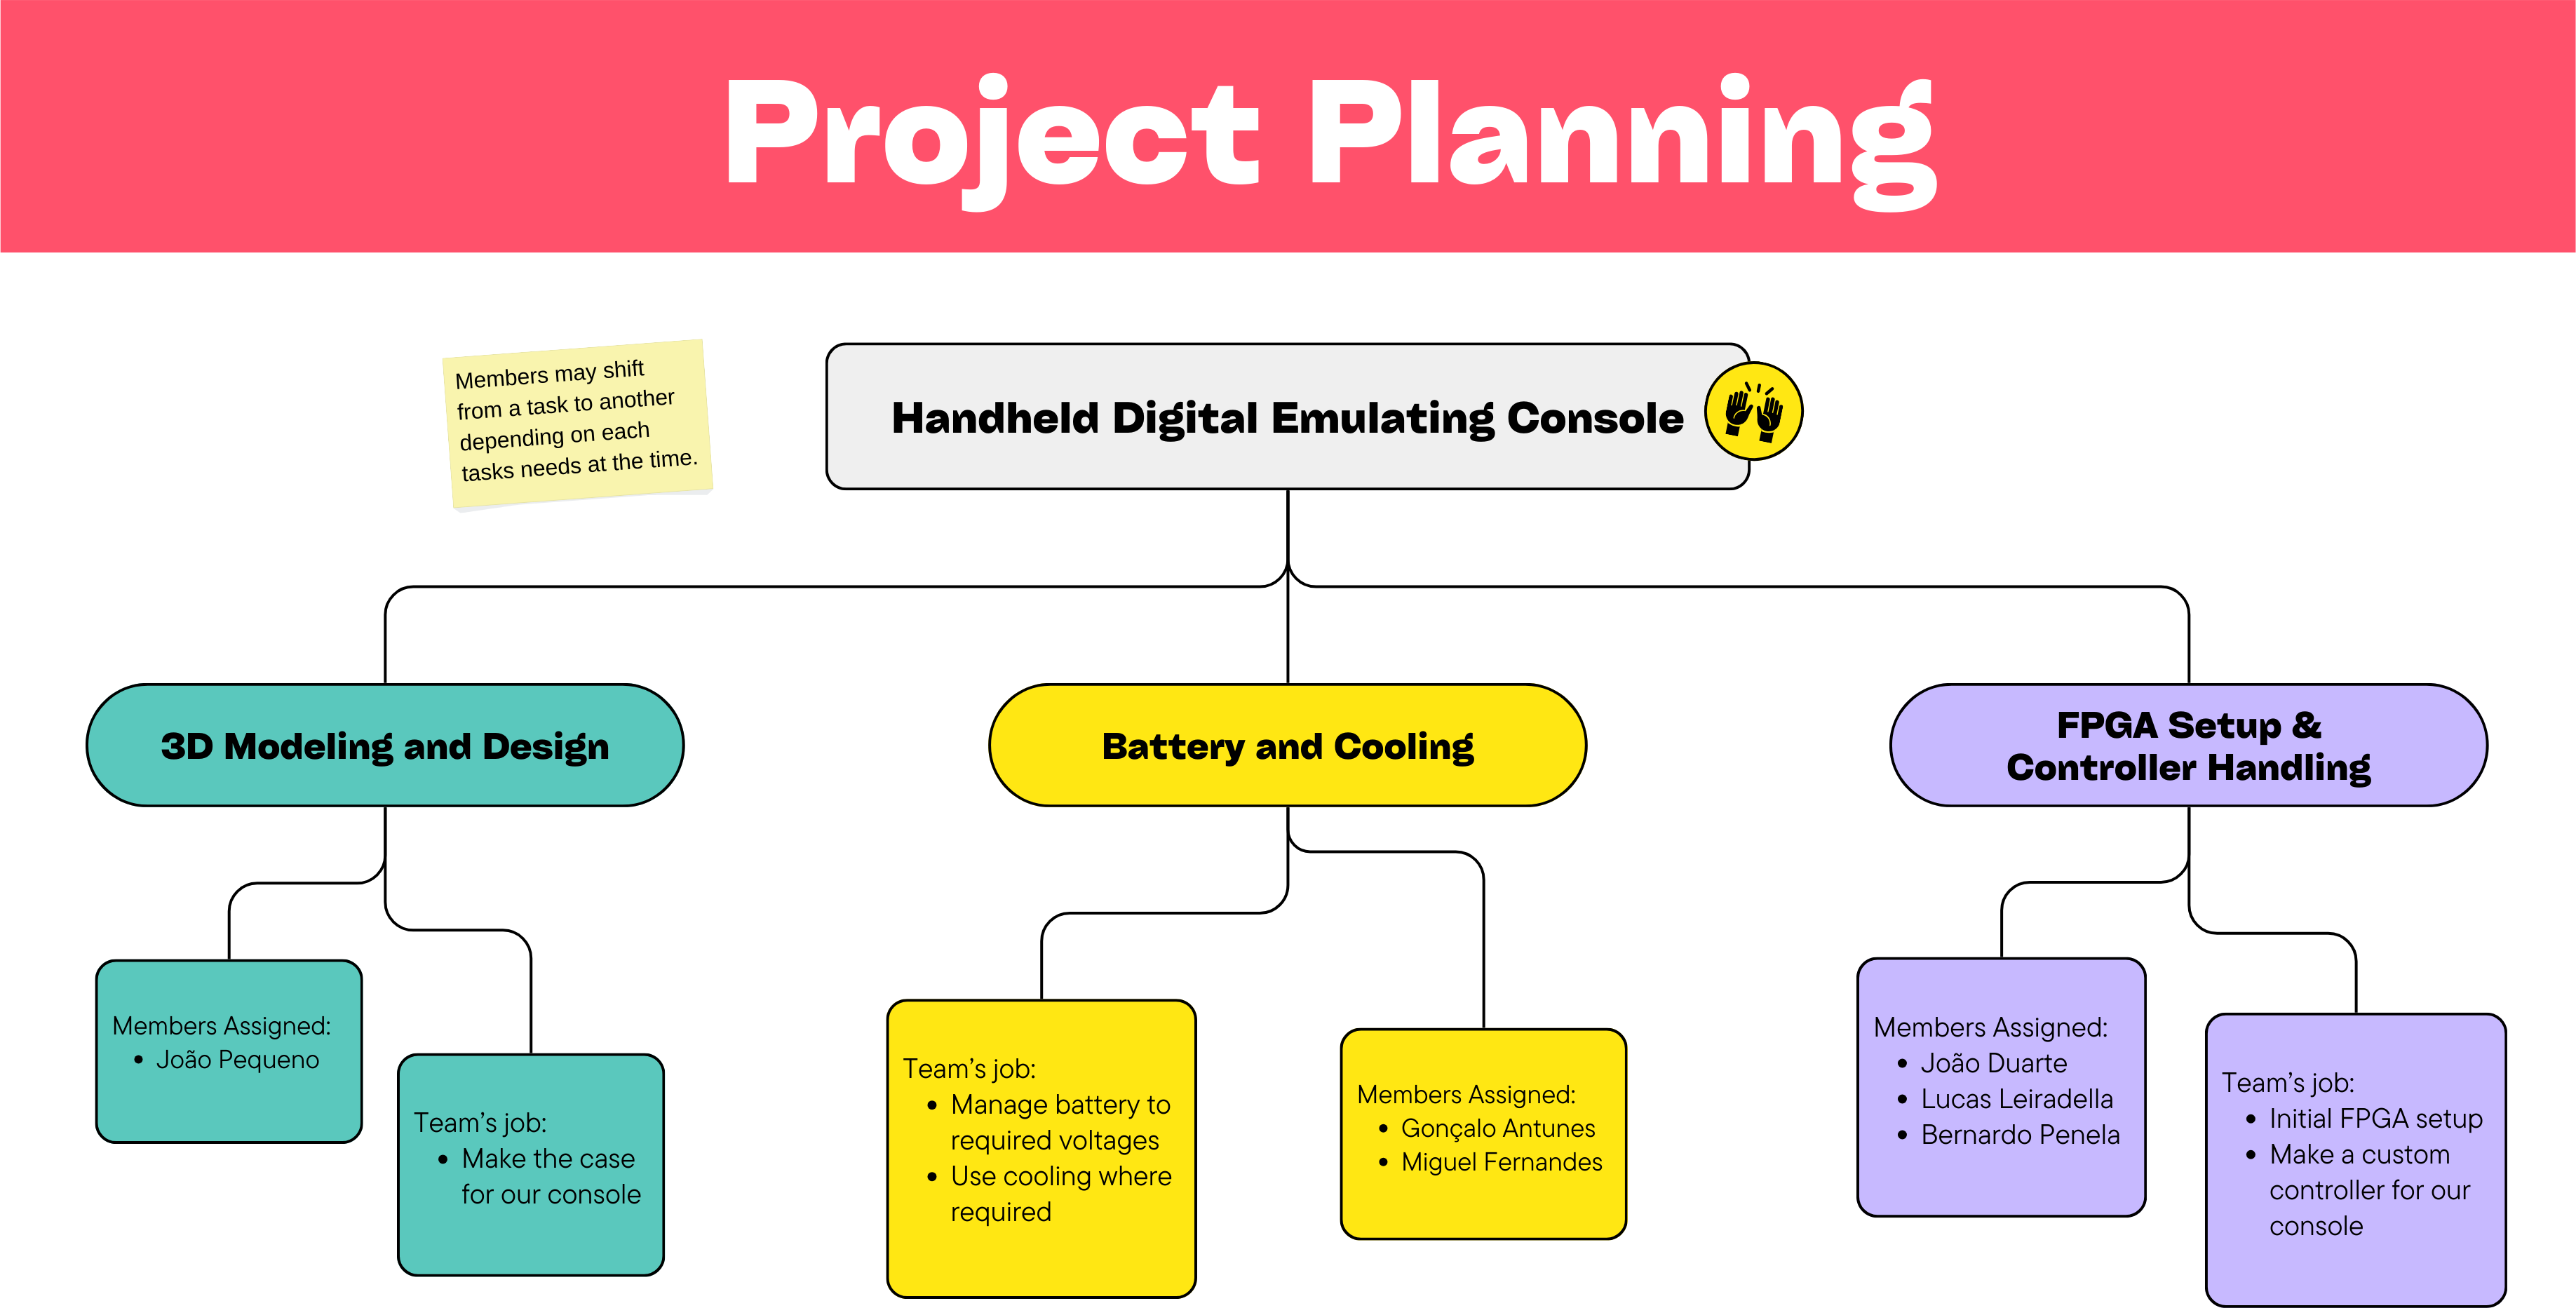 Project Planning
Members may shift
from a task to another
depending on each
tasks needs at the time.
Handheld Digital Emulating Console
3D Modeling and Design
Battery and Cooling
FPGA Setup &
Controller Handling
Members Assigned:
• João Pequeno
Team’s job:
• Make the case
for our console
Team’s job:
• Manage battery to
required voltages
• Use cooling where
required
Members Assigned:
• Gonçalo Antunes
• Miguel Fernandes
Members Assigned:
• João Duarte
• Lucas Leiradella
• Bernardo Penela
Team’s job:
• Initial FPGA setup
• Make a custom
controller for our
console